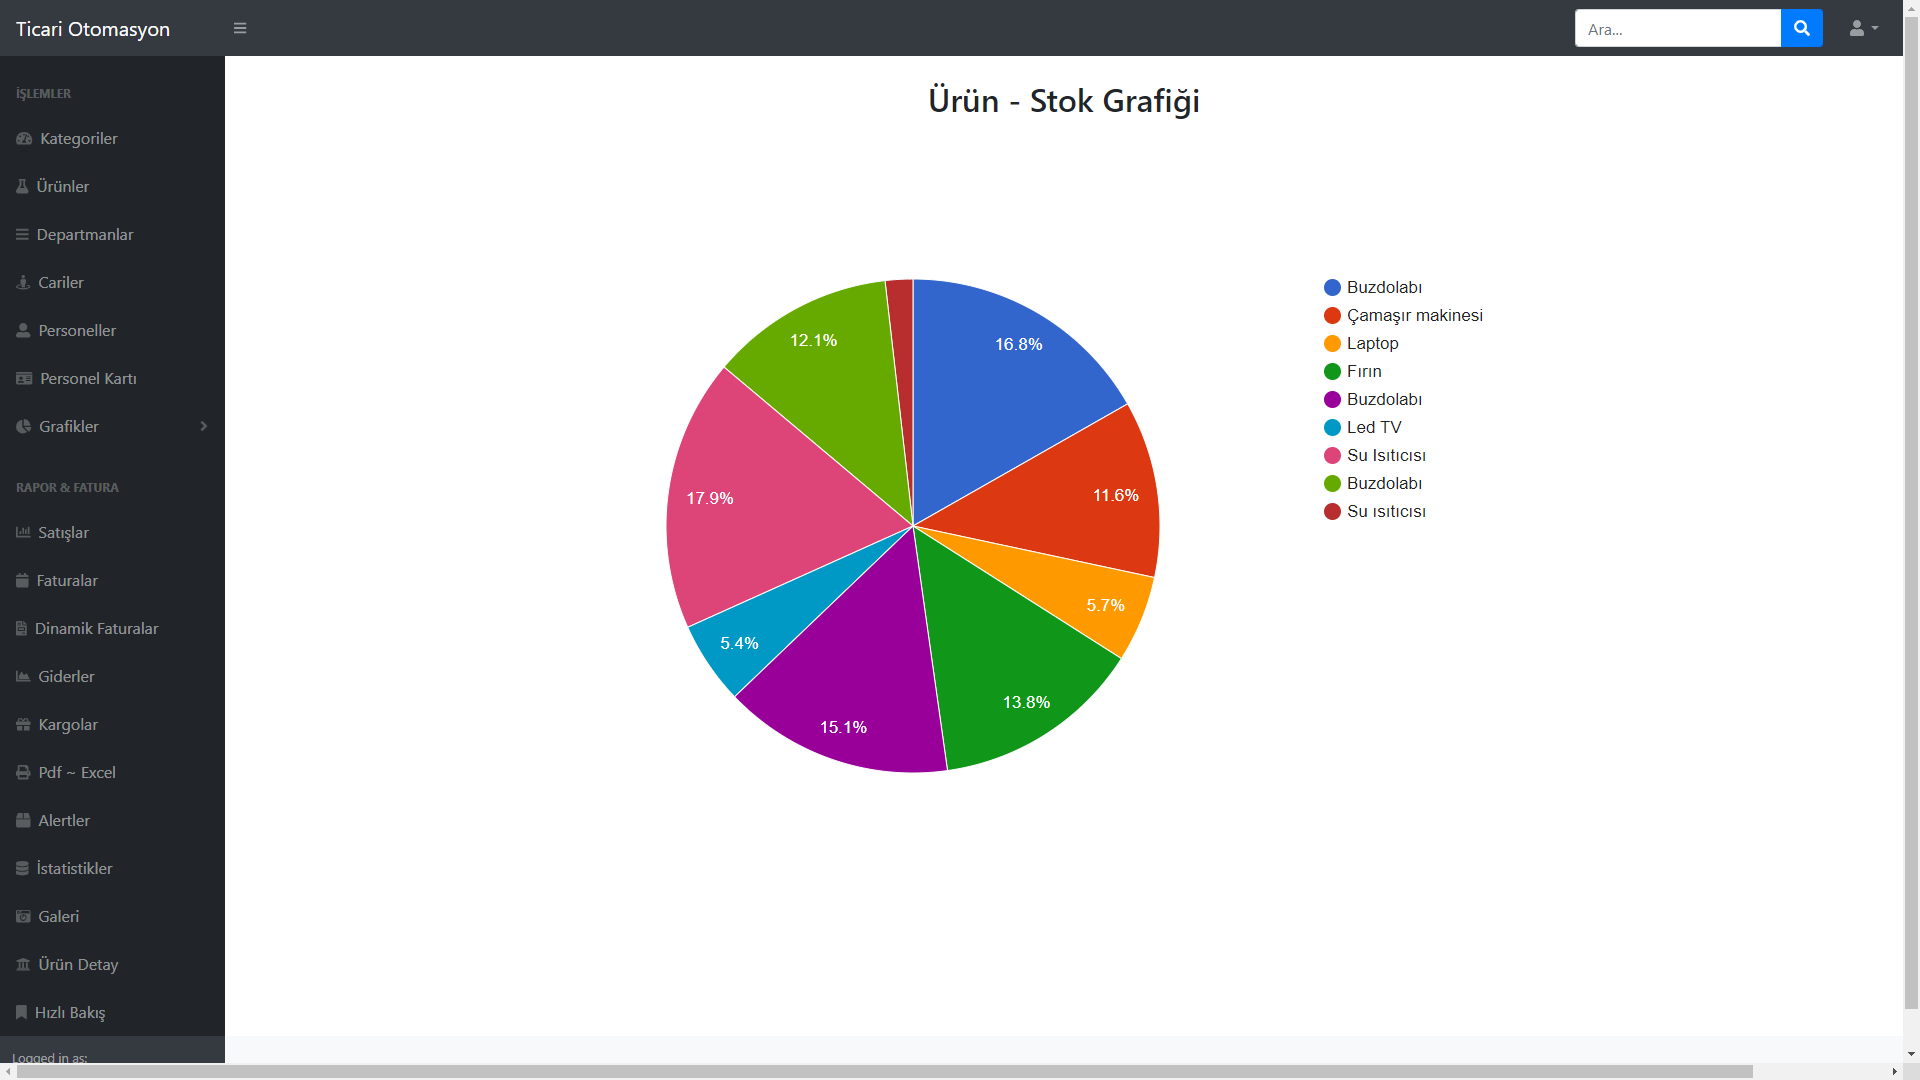 Ticari Otomasyon
Ara...
İŞLEMLER
Kategoriler
Ürünler
Departmanlar
Cariler
Personeller
Personel Kartı
Grafikler
RAPOR & FATURA
Satışlar
Faturalar
Dinamik Faturalar
Giderler
Kargolar
Pdf ~ Excel
Alertler
İstatistikler
Galeri
Ürün Detay
Hızlı Bakış
Logged in as:
Ürün - Stok Grafiği
16.8%
11.6%
5.7%
13.8%
15.1%
5.4%
17.9%
12.1%
Buzdolabı
Çamaşır makinesi
Laptop
Fırın
Buzdolabı
Led TV
Su Isıtıcısı
Buzdolabı
Su ısıtıcısı